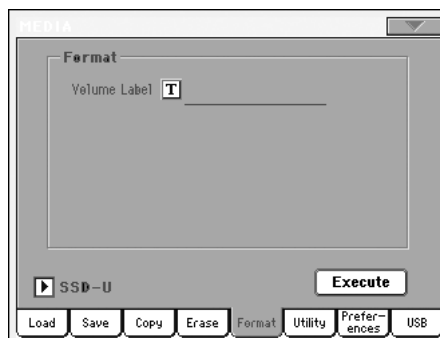 MEDIA
Format
Volume Label T
SSD-U
Execute
Load Save Copy Erase Format Utility Prefer-
ences USB